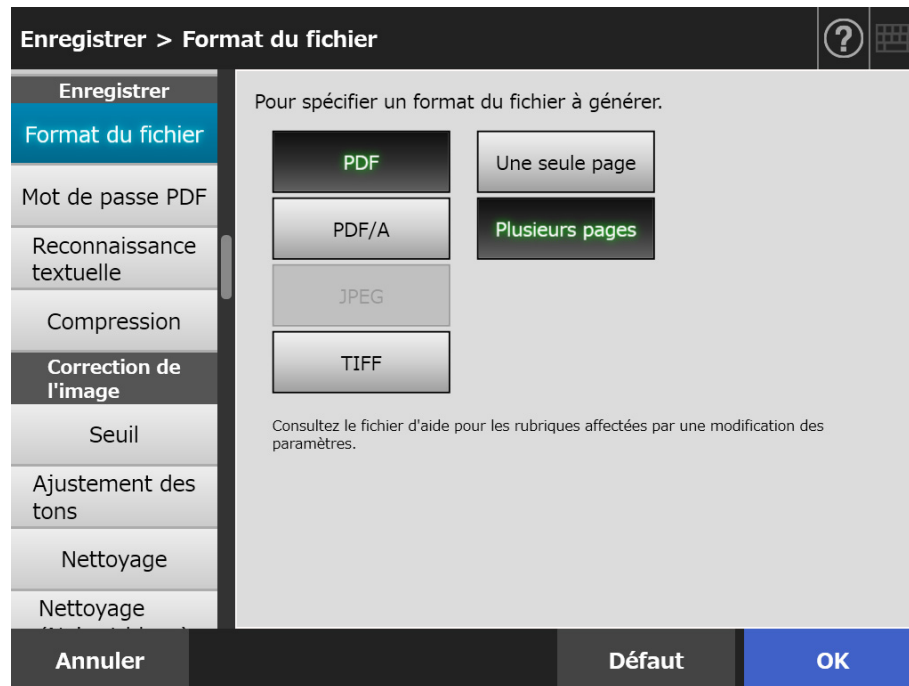 Enregistrer > Format du fichier
?
Enregistrer
Format du fichier
Mot de passe PDF
Reconnaissance
textuelle
Compression
Correction de
l'image
Seuil
Ajustement des
tons
Nettoyage
Nettoyage
Pour spécifier un format du fichier à générer.
PDF
Une seule page
PDF/A
Plusieurs pages
JPEG
TIFF
Consultez le fichier d'aide pour les rubriques affectées par une modification des
paramètres.
Annuler
Défaut
OK